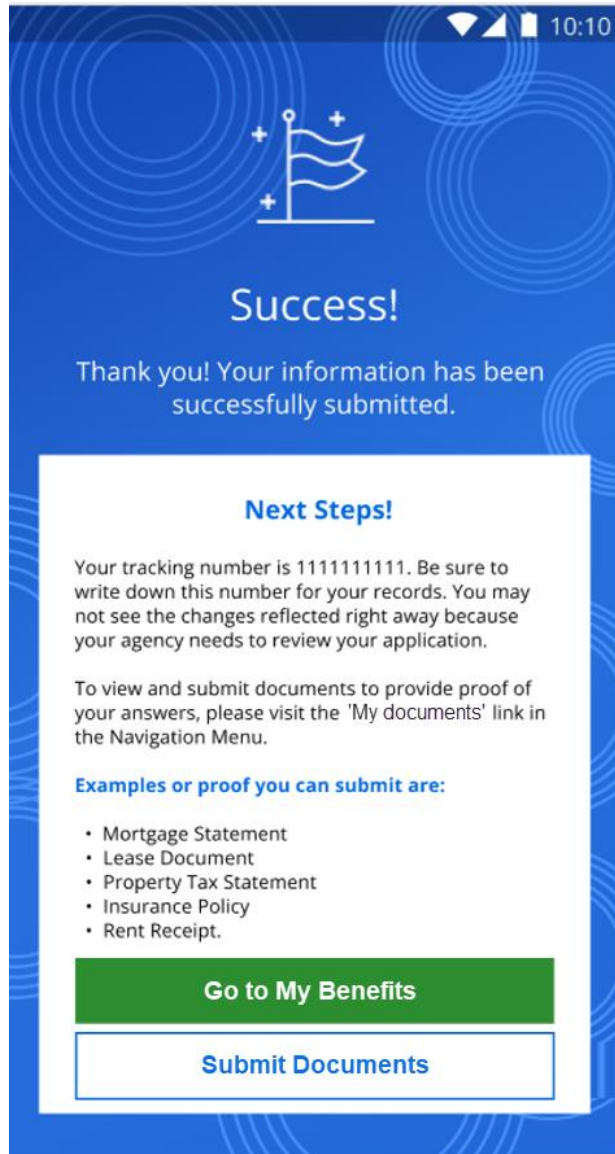 10:10
Success!
Thank you! Your information has been
successfully submitted.
Next Steps!
Your tracking number is 1111111111. Be sure to
write down this number for your records. You may
not see the changes reflected right away because
your agency needs to review your application.
To view and submit documents to provide proof of
your answers, please visit the 'My documents' link in
the Navigation Menu.
Examples or proof you can submit are:
• Mortgage Statement
• Lease Document
• Property Tax Statement
• Insurance Policy
• Rent Receipt.
Go to My Benefits
Submit Documents